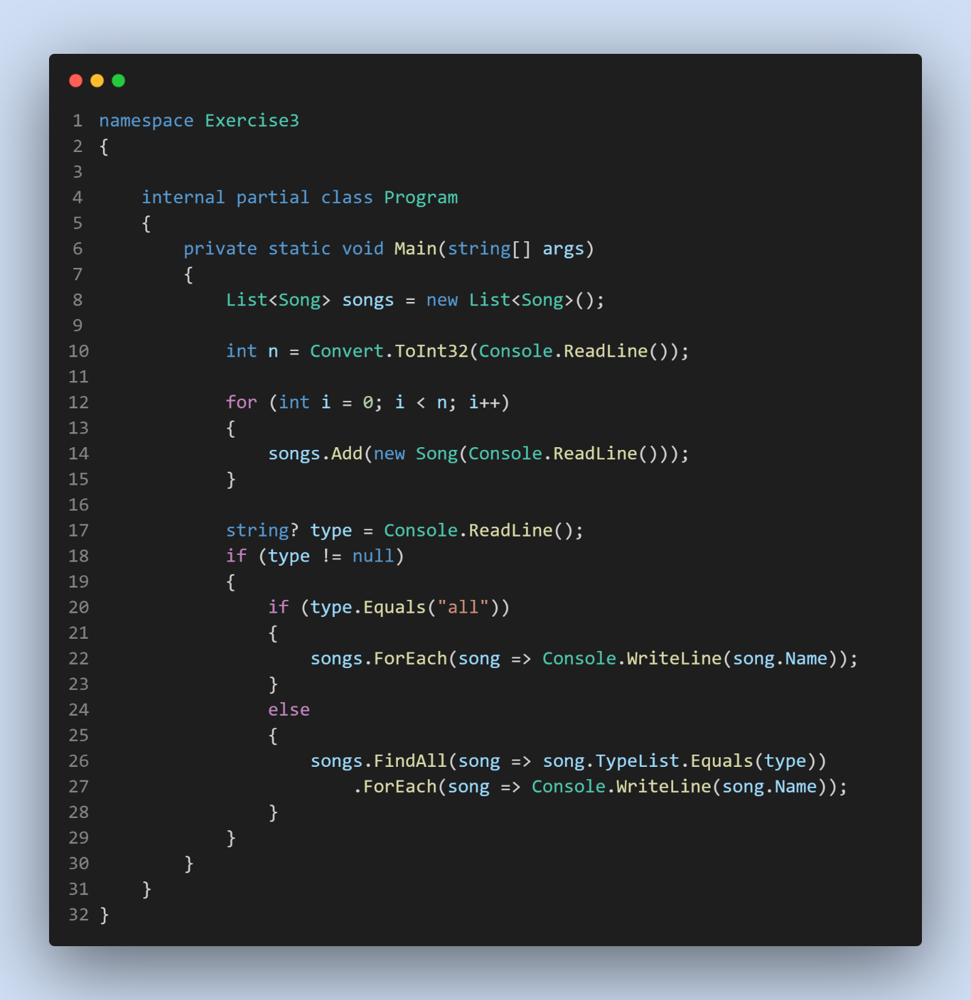 1 namespace Exercise3
2 {
3
4     internal partial class Program
5     {
6         private static void Main(string[] args)
7         {
8             List<Song> songs = new List<Song>();
9
10             int n = Convert.ToInt32(Console.ReadLine());
11
12             for (int i = 0; i < n; i++)
13             {
14                 songs.Add(new Song(Console.ReadLine()));
15             }
16
17             string? type = Console.ReadLine();
18             if (type != null)
19             {
20                 if (type.Equals("all"))
21                 {
22                     songs.ForEach(song => Console.WriteLine(song.Name));
23                 }
24                 else
25                 {
26                     songs.FindAll(song => song.TypeList.Equals(type))
27                         .ForEach(song => Console.WriteLine(song.Name));
28                 }
29             }
30         }
31     }
32 }